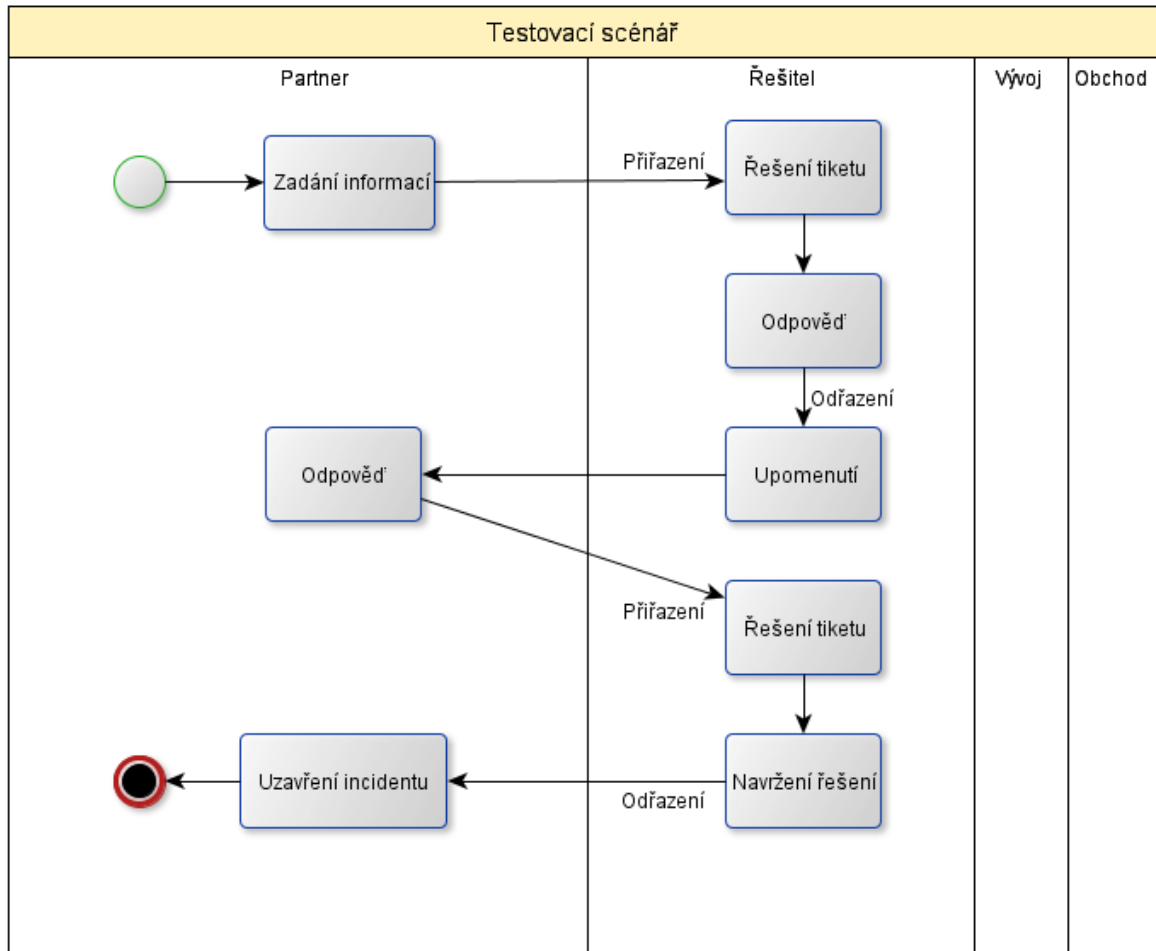 Testovací scénář
Partner
Řešitel
Vývoj
Obchod
Zadání informací
Přiřazení
Řešení tiketu
Odpověď
Odřazení
Odpověď
Upomenutí
Přiřazení
Řešení tiketu
Uzavření incidentu
Odřazení
Navržení řešení